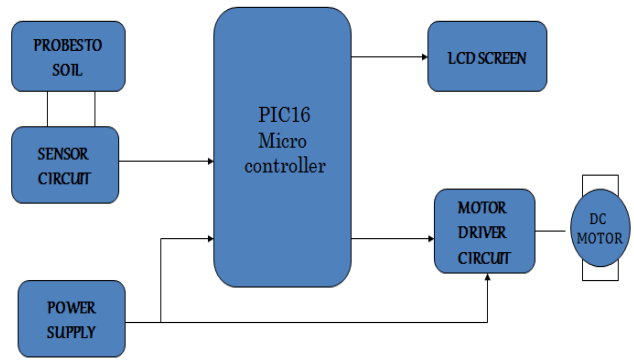 PROBESTO
SOIL
SENSOR
CIRCUIT
POWER
SUPPLY
PIC16
Micro
controller
LCD SCREEN
MOTOR
DRIVER
CIRCUIT
DC
MOTOR